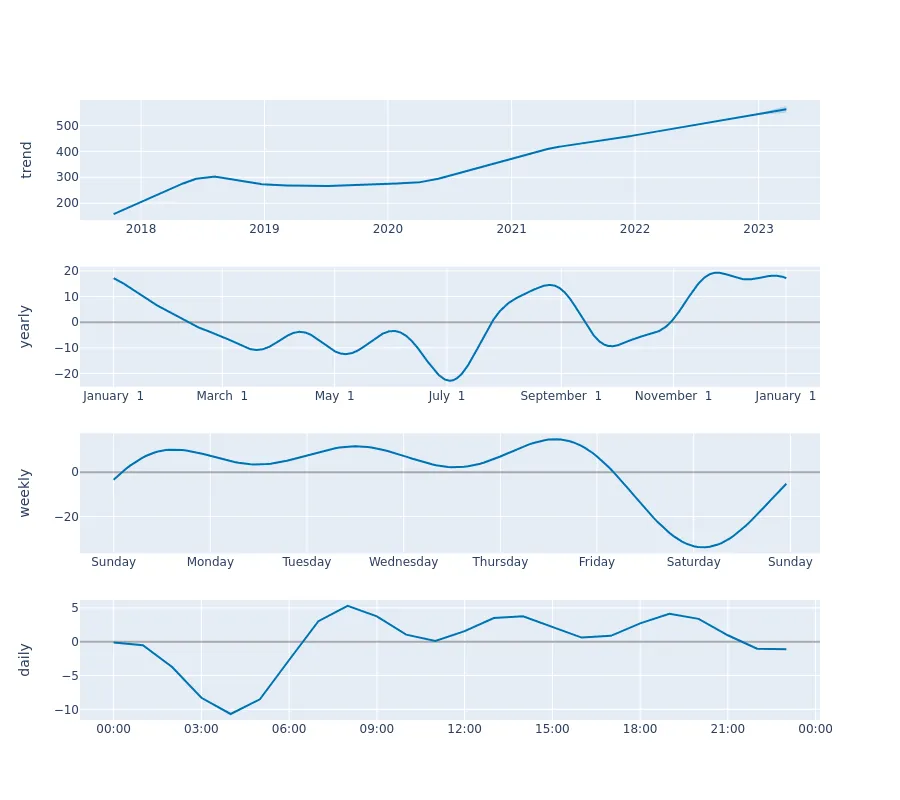 trend
500
400
300
200
2018 2019 2020 2021 2022 2023
yearly
20
10
0
−10
−20
January 1 March 1 May 1 July 1 September 1 November 1 January 1
weekly
0
−20
Sunday Monday Tuesday Wednesday Thursday Friday Saturday Sunday
daily
5
0
−5
−10
00:00 03:00 06:00 09:00 12:00 15:00 18:00 21:00 00:00